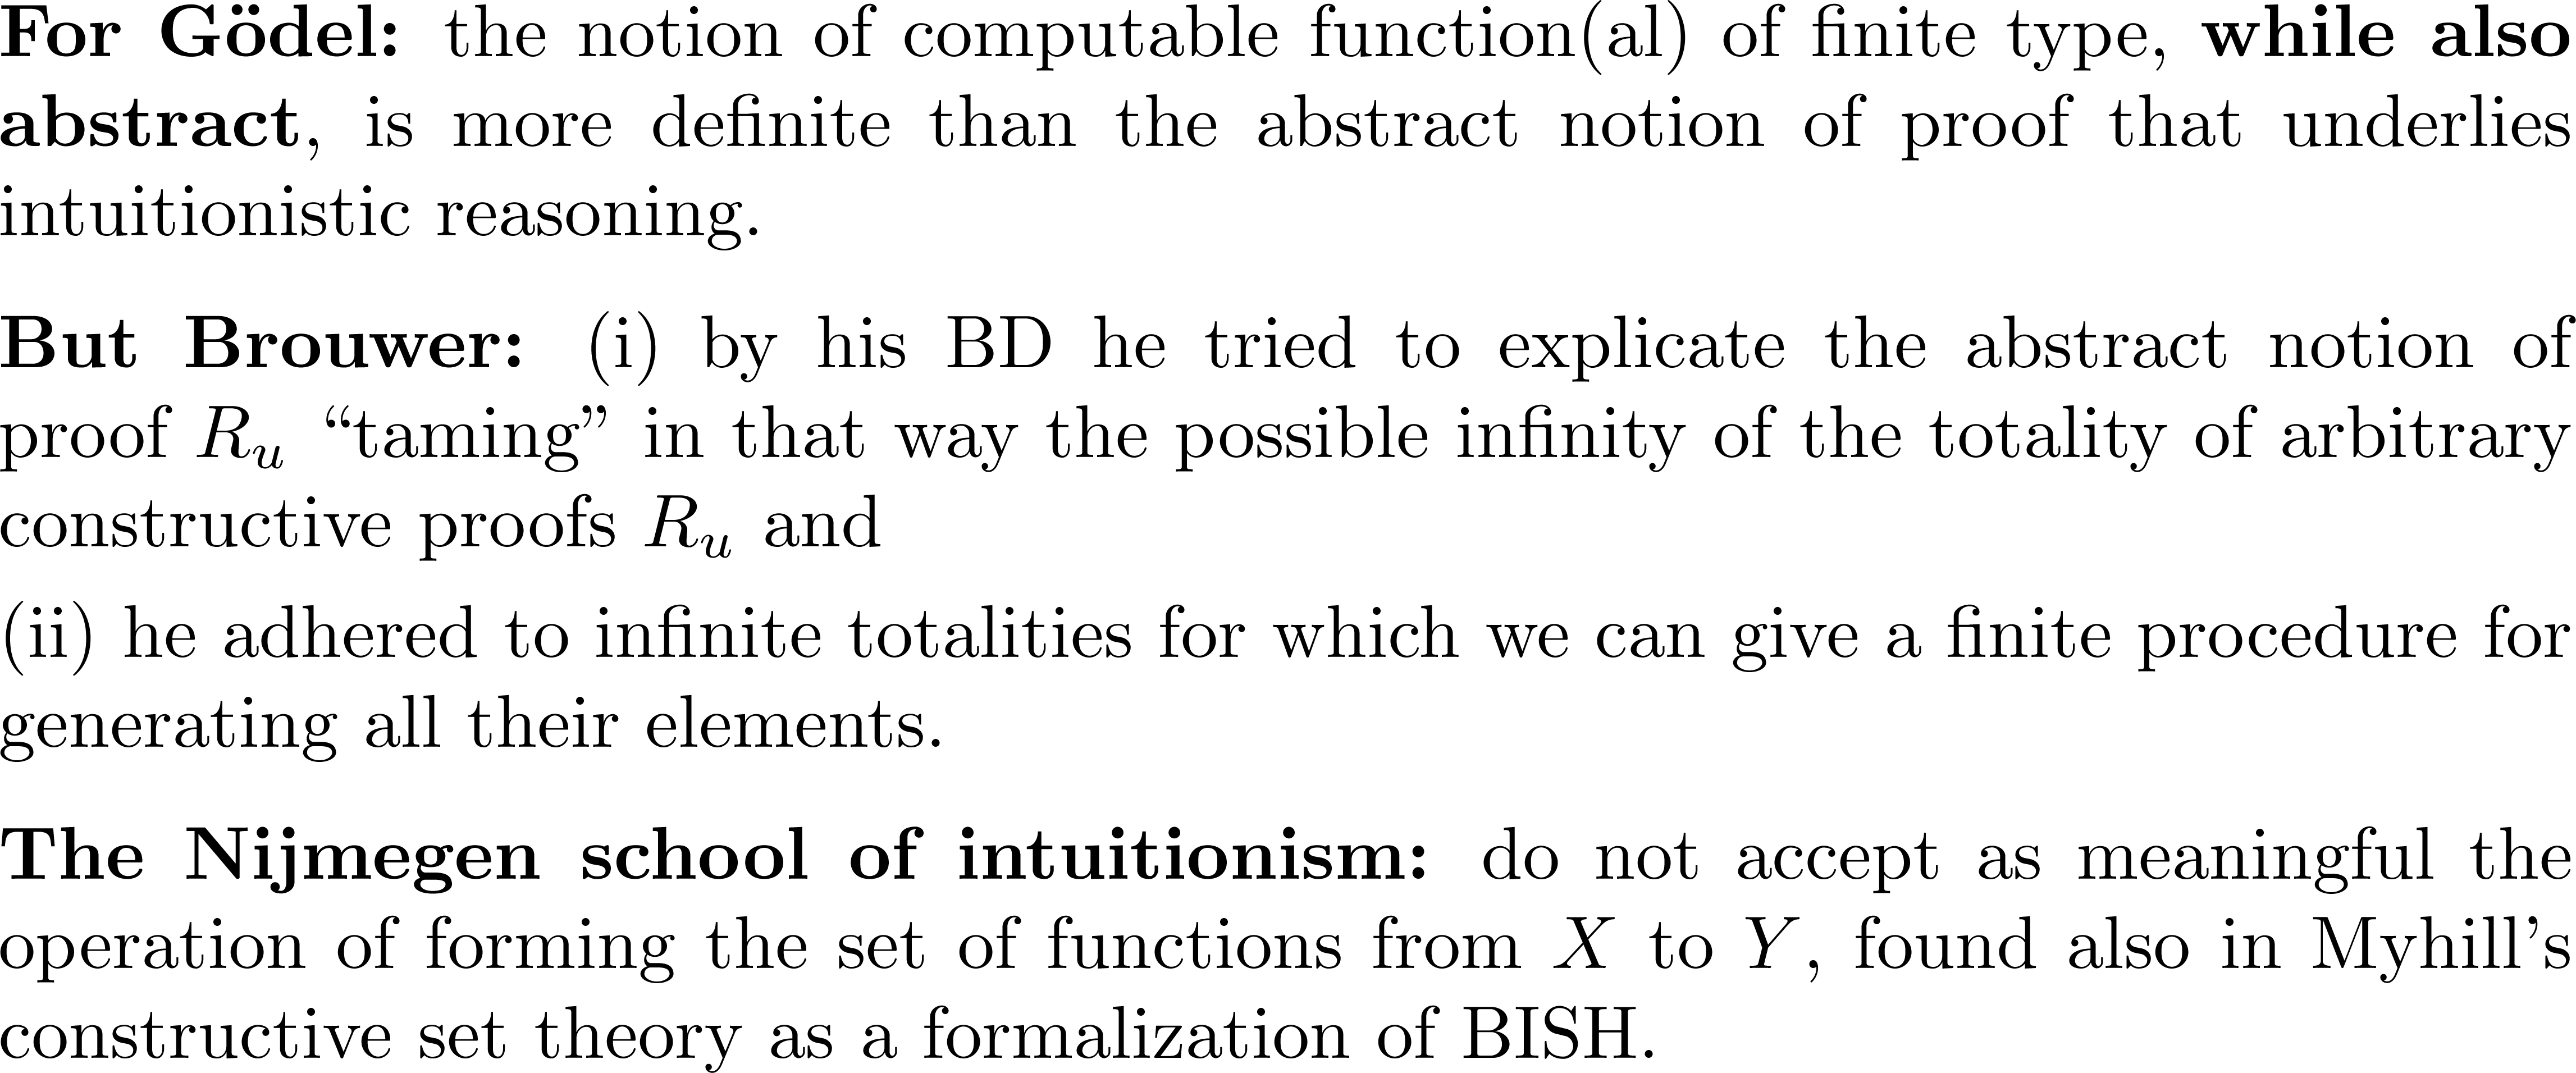 For Gödel: the notion of computable function(al) of finite type, while also
abstract, is more definite than the abstract notion of proof that underlies
intuitionistic reasoning.
But Brouwer: (i) by his BD he tried to explicate the abstract notion of
proof $R_u$ “taming” in that way the possible infinity of the totality of arbitrary
constructive proofs $R_u$ and
(ii) he adhered to infinite totalities for which we can give a finite procedure for
generating all their elements.
The Nijmegen school of intuitionism: do not accept as meaningful the
operation of forming the set of functions from $X$ to $Y$, found also in Myhill’s
constructive set theory as a formalization of BISH.